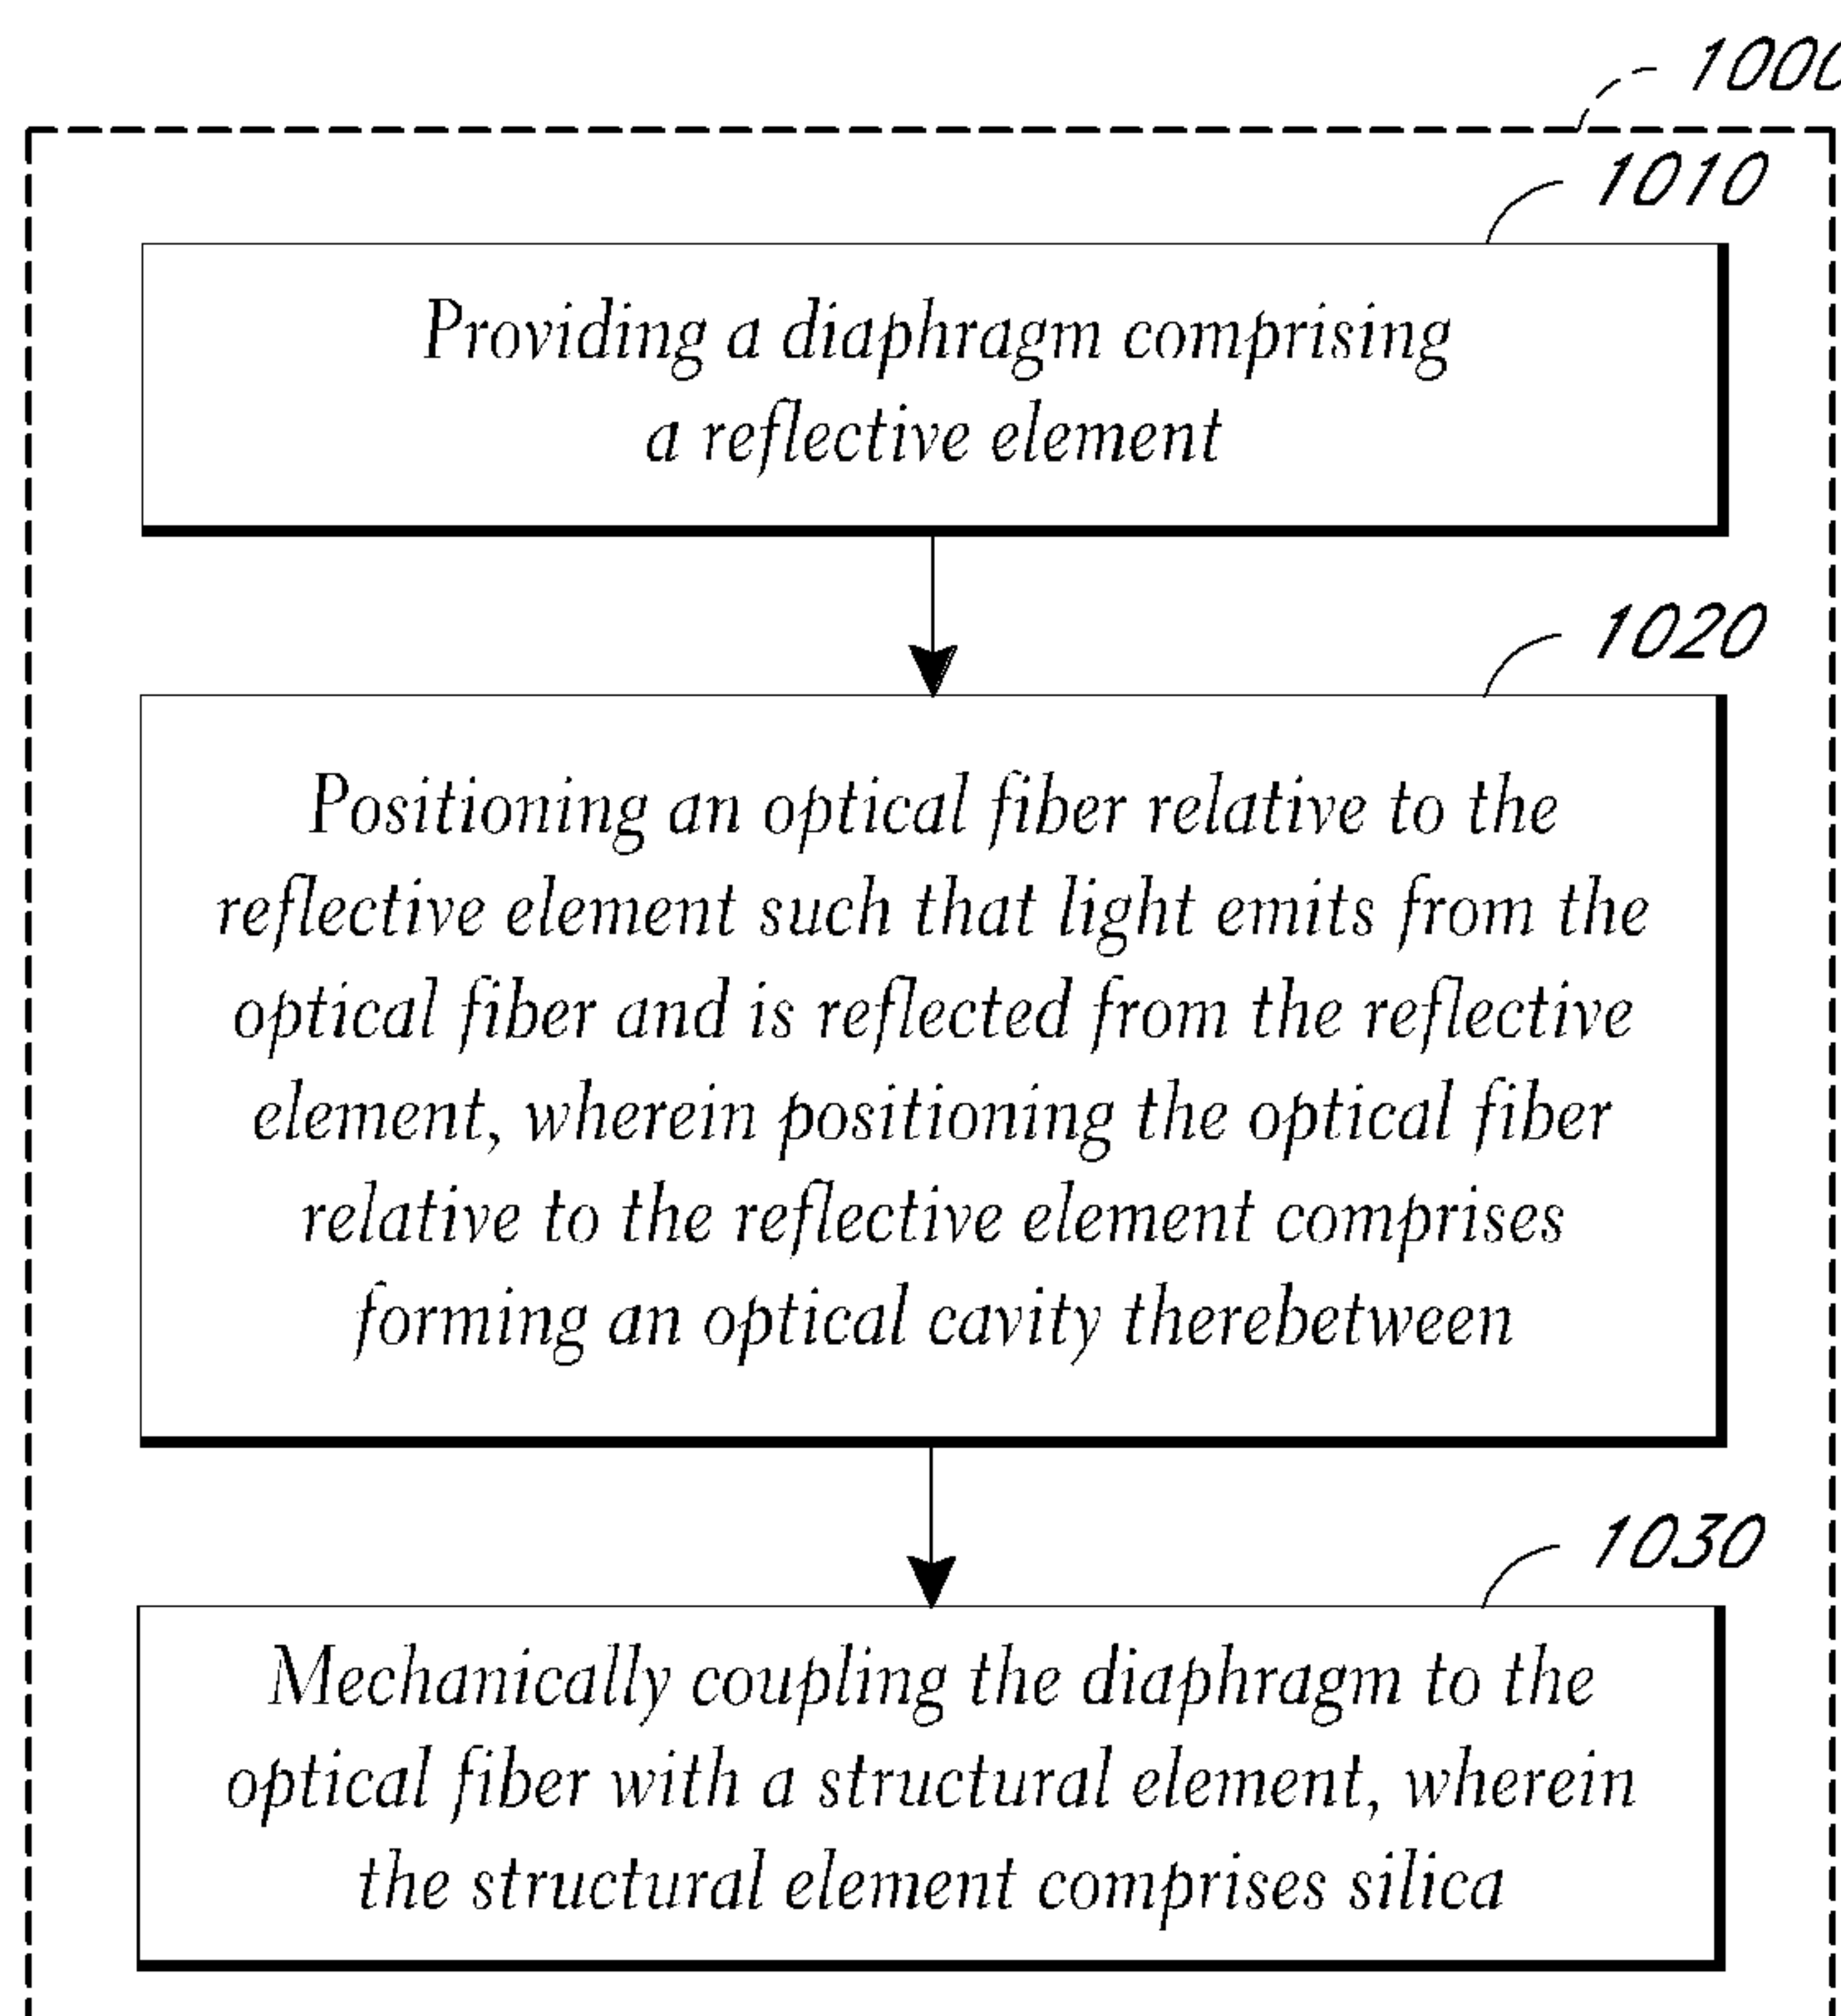 1000
1010
Providing a diaphragm comprising
a reflective element
1020
Positioning an optical fiber relative to the
reflective element such that light emits from the
optical fiber and is reflected from the reflective
element, wherein positioning the optical fiber
relative to the reflective element comprises
forming an optical cavity therebetween
1030
Mechanically coupling the diaphragm to the
optical fiber with a structural element, wherein
the structural element comprises silica